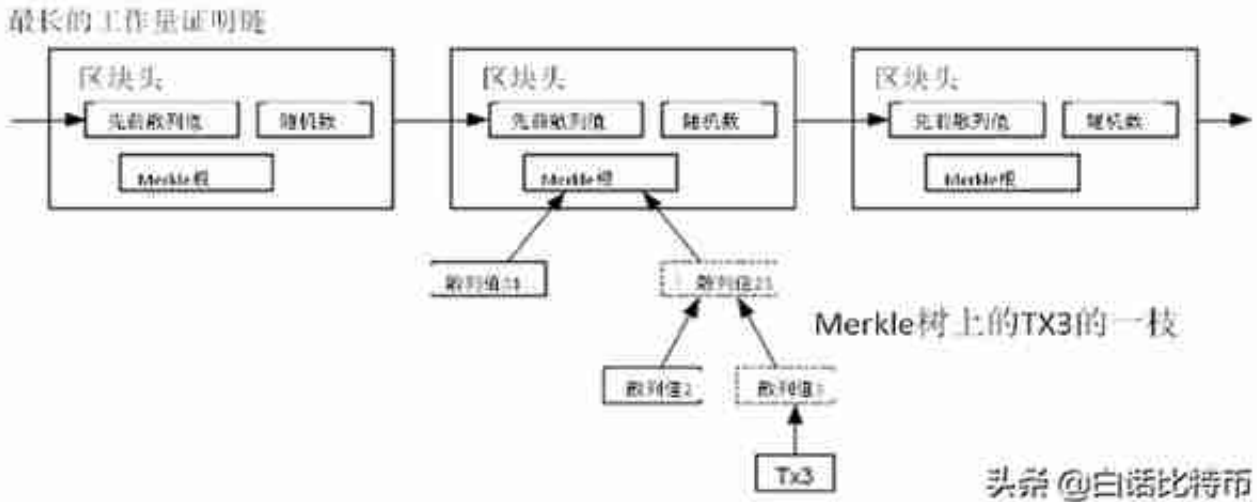 最长的工作量证明链
区块头
先前散列值 随机数
Merkle根
区块头
先前散列值 随机数
Merkle根
区块头
先前散列值 随机数
Merkle根
散列值
散列值23
Merkle树上的TX3的一枝
散列值2
散列值3
Tx3
头条 @白话比特币